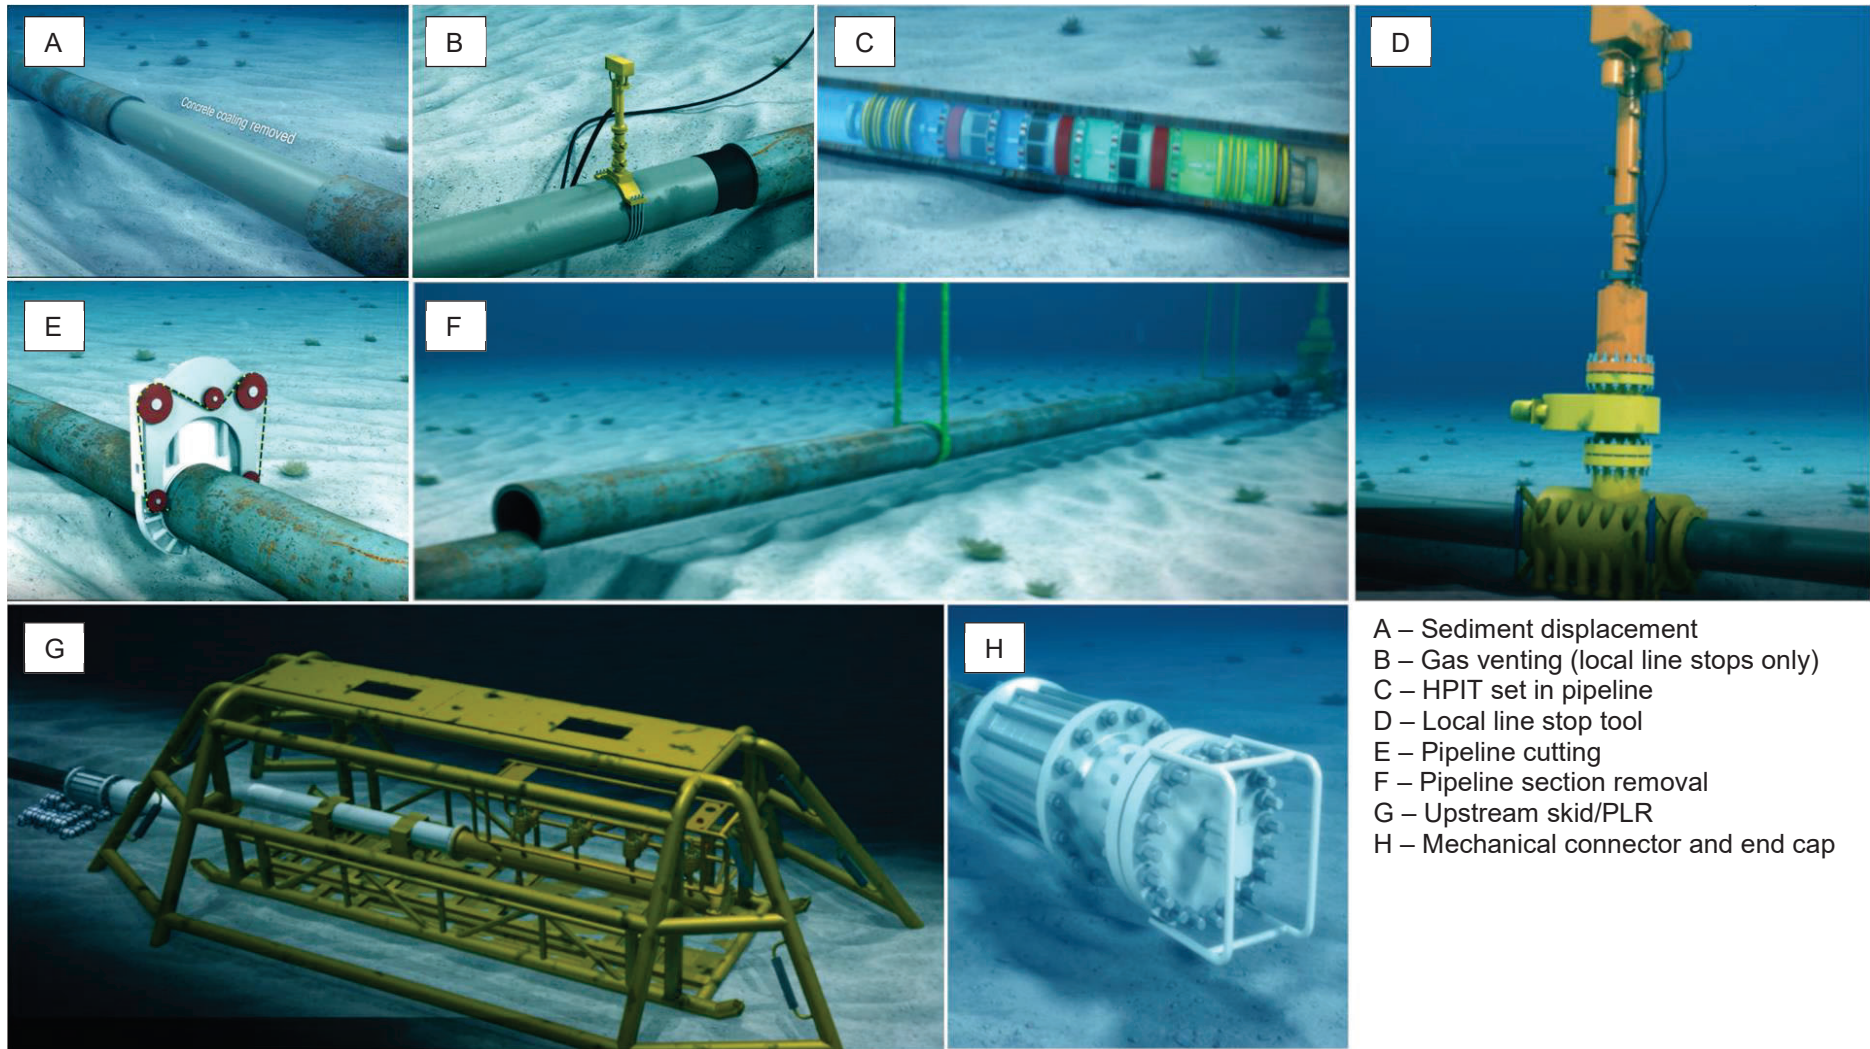 A
B
C
D
Concrete coating removed
E
F
G
H
A – Sediment displacement
B – Gas venting (local line stops only)
C – HPIT set in pipeline
D – Local line stop tool
E – Pipeline cutting
F – Pipeline section removal
G – Upstream skid/PLR
H – Mechanical connector and end cap